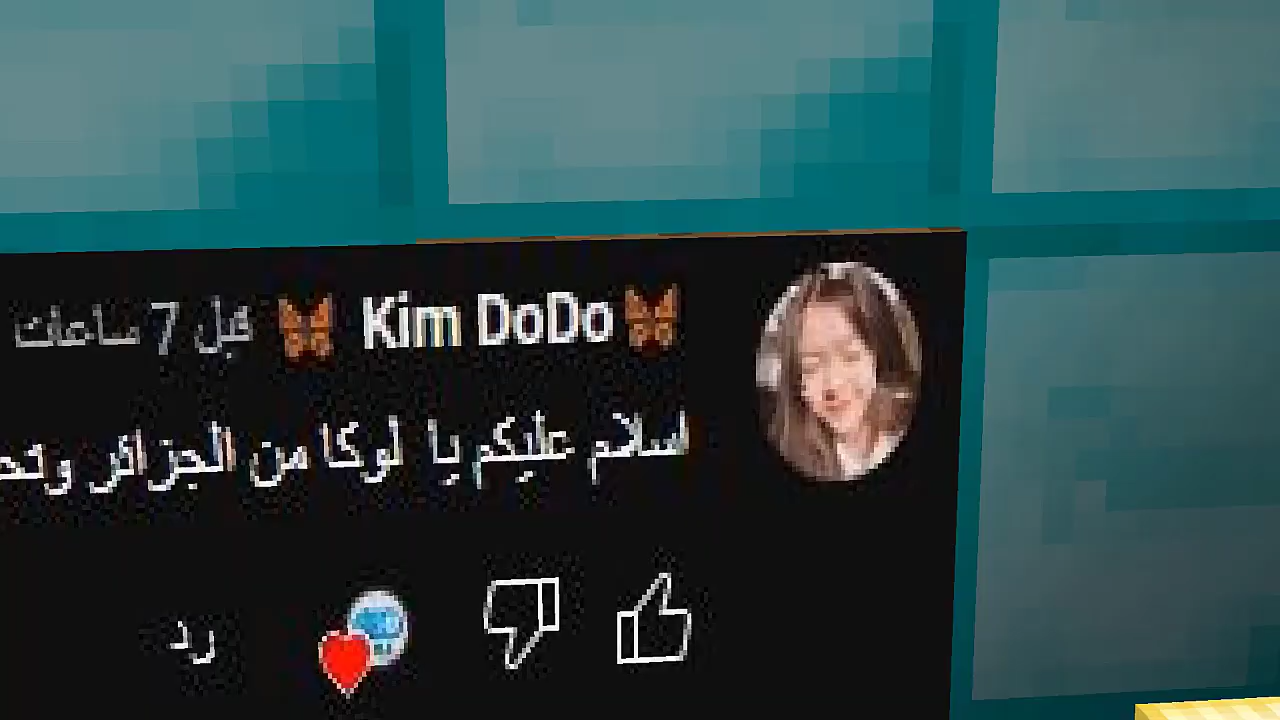 🦋 Kim DoDo 🦋 قبل 7 ساعات
اسلام عليكم يا لوكا من الجزائر
رد